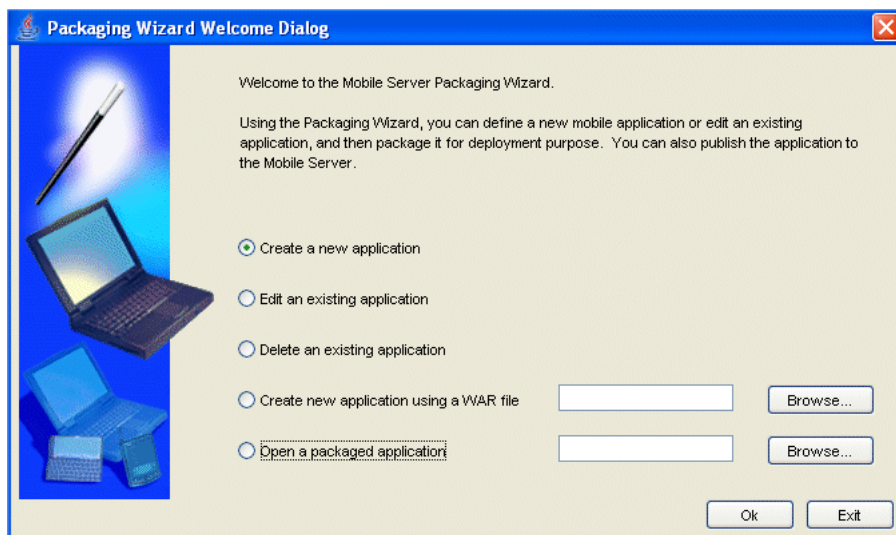 Packaging Wizard Welcome Dialog
Welcome to the Mobile Server Packaging Wizard.
Using the Packaging Wizard, you can define a new mobile application or edit an existing
application, and then package it for deployment purpose. You can also publish the application to
the Mobile Server.
Create a new application
Edit an existing application
Delete an existing application
Create new application using a WAR file Browse...
Open a packaged application Browse...
Ok Exit